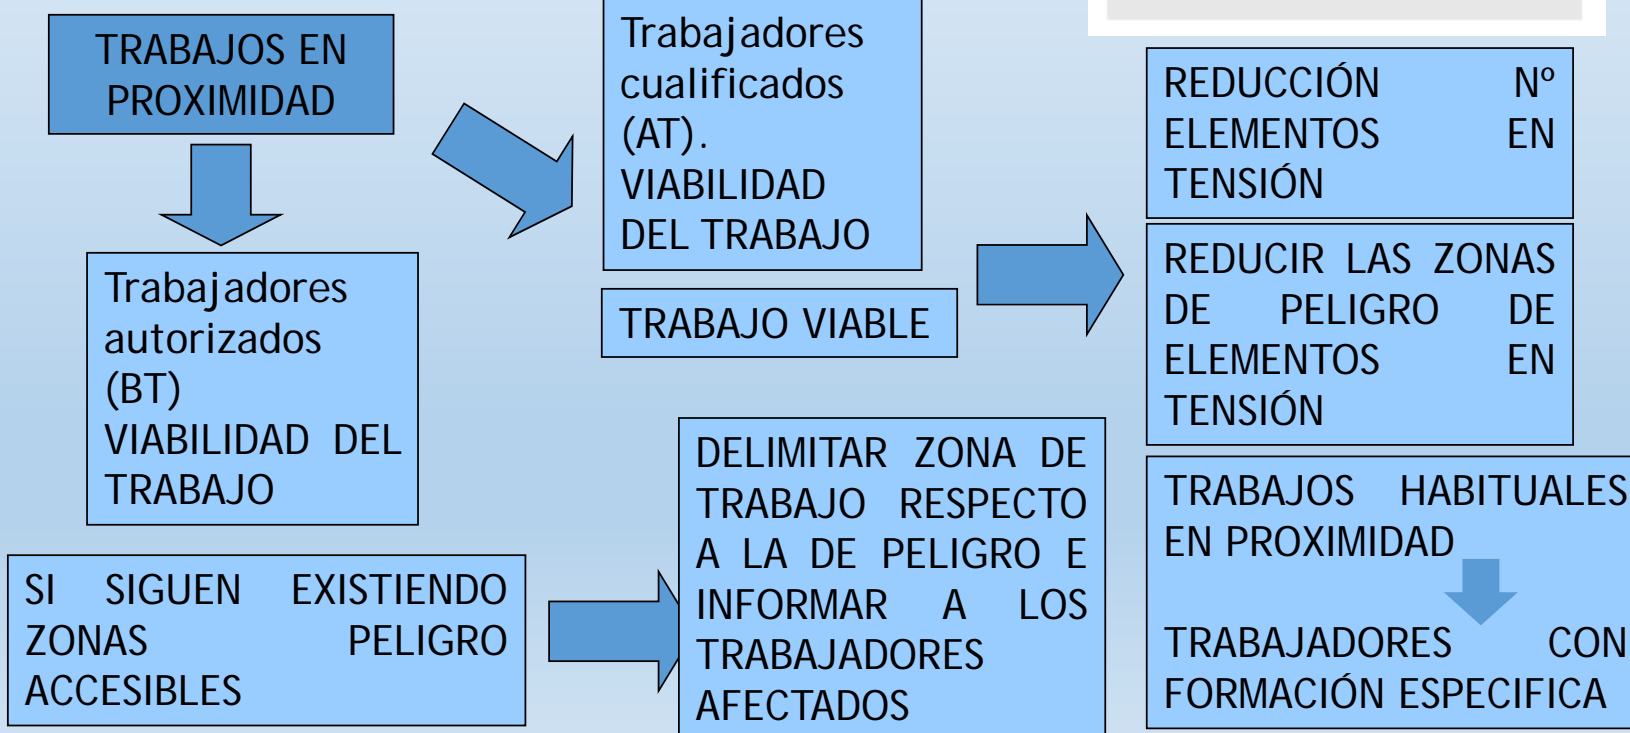 TRABAJOS EN
PROXIMIDAD
Trabajadores
cualificados
(AT).
VIABILIDAD
DEL TRABAJO
TRABAJO VIABLE
REDUCCIÓN Nº
ELEMENTOS EN
TENSIÓN
REDUCIR LAS ZONAS
DE PELIGRO DE
ELEMENTOS EN
TENSIÓN
Trabajadores
autorizados
(BT)
VIABILIDAD DEL
TRABAJO
SI SIGUEN EXISTIENDO
ZONAS PELIGRO
ACCESIBLES
DELIMITAR ZONA DE
TRABAJO RESPECTO
A LA DE PELIGRO E
INFORMAR A LOS
TRABAJADORES
AFECTADOS
TRABAJOS HABITUALES
EN PROXIMIDAD
TRABAJADORES CON
FORMACIÓN ESPECIFICA